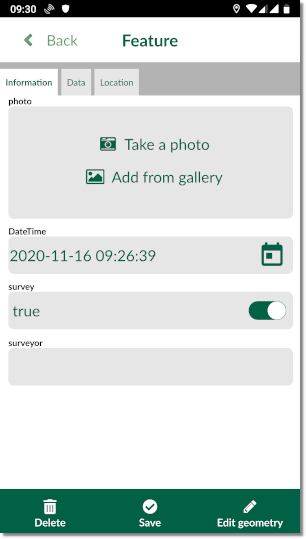 09:30
Back
Feature
Information
Data
Location
photo
Take a photo
Add from gallery
DateTime
2020-11-16 09:26:39
survey
true
surveyor
Delete
Save
Edit geometry